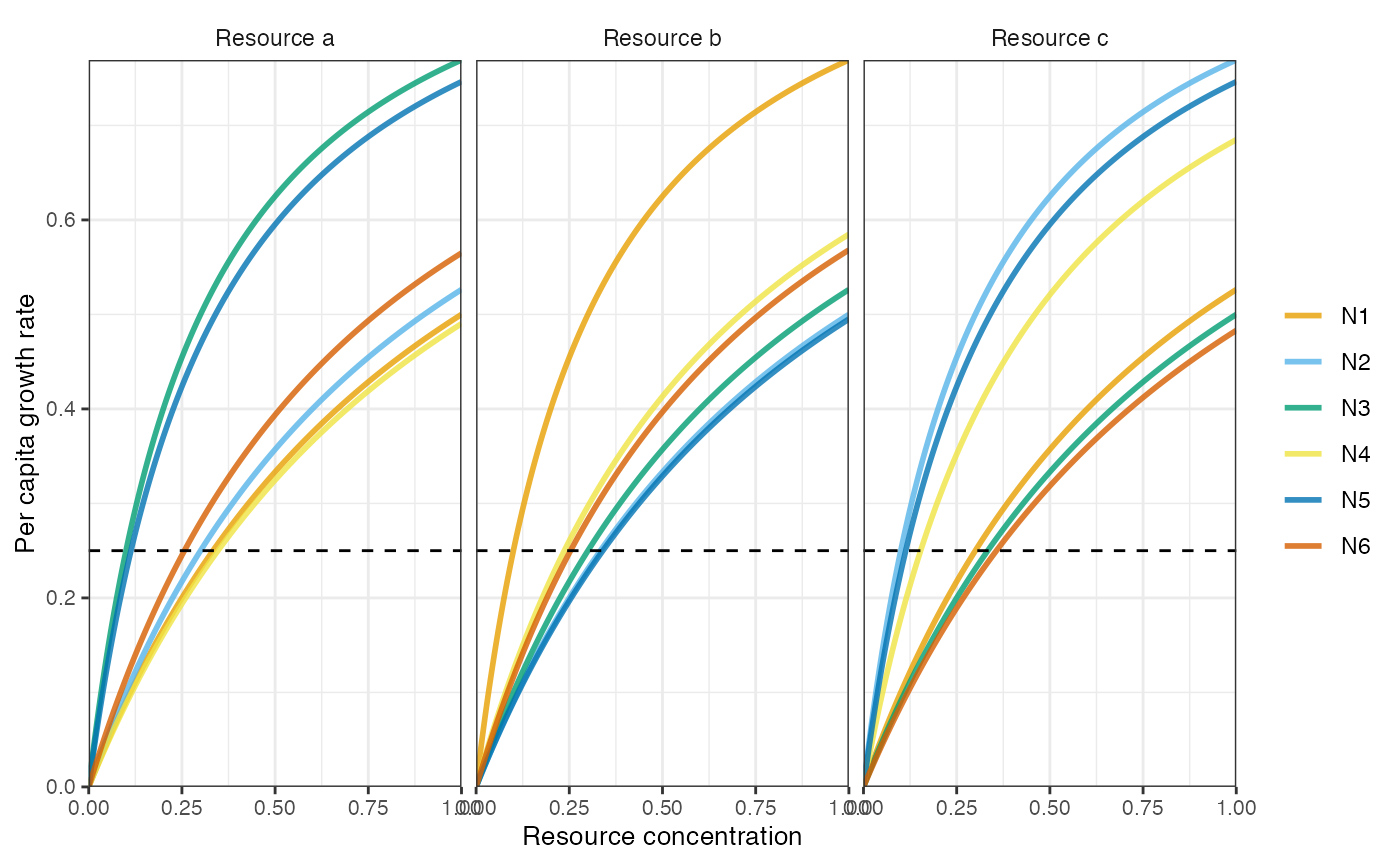 Resource a
Resource b
Resource c
Per capita growth rate
0.6
0.4
0.2
0.0
0.00 0.25 0.50 0.75 1.00
0.00 0.25 0.50 0.75 1.00
0.00 0.25 0.50 0.75 1.00
Resource concentration
N1
N2
N3
N4
N5
N6